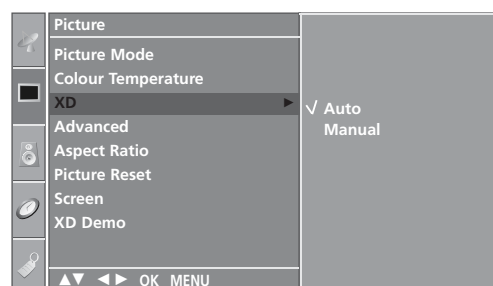 Picture
Picture Mode
Colour Temperature
XD ►
Advanced
Aspect Ratio
Picture Reset
Screen
XD Demo
▲▼ ◄► OK MENU
√ Auto
Manual